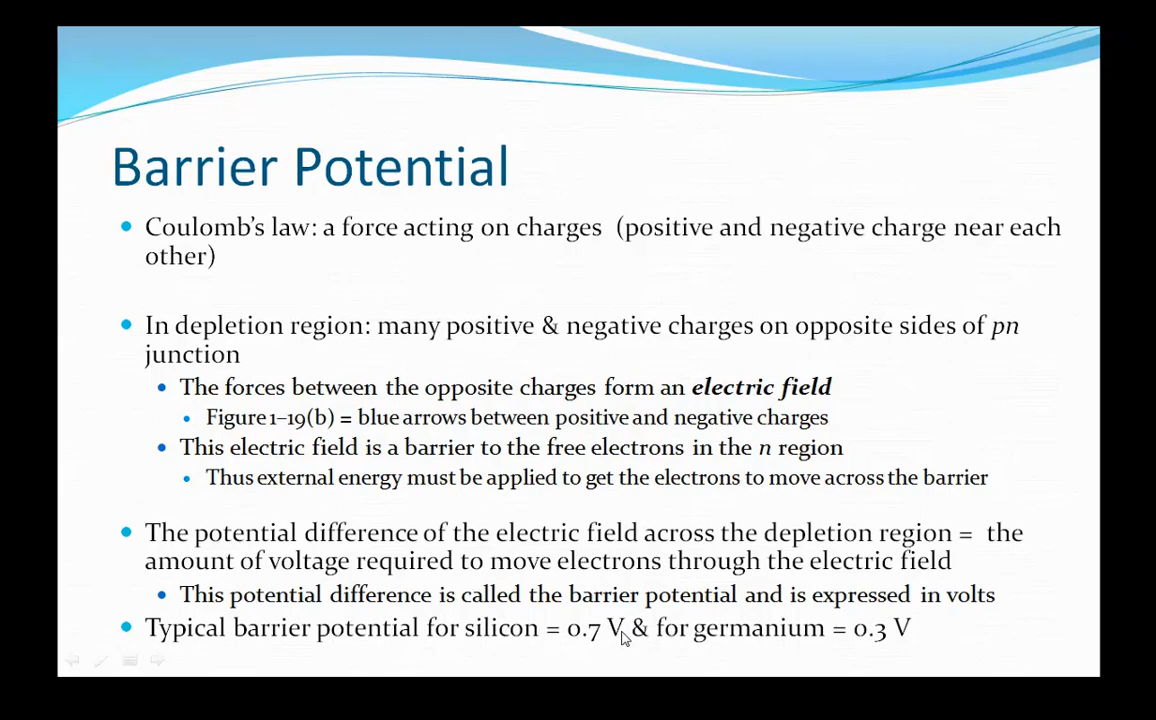 Barrier Potential
• Coulomb's law: a force acting on charges (positive and negative charge near each
other)
• In depletion region: many positive & negative charges on opposite sides of pn
junction
• The forces between the opposite charges form an electric field
• Figure 1–19(b) = blue arrows between positive and negative charges
• This electric field is a barrier to the free electrons in the n region
• Thus external energy must be applied to get the electrons to move across the barrier
• The potential difference of the electric field across the depletion region = the
amount of voltage required to move electrons through the electric field
• This potential difference is called the barrier potential and is expressed in volts
• Typical barrier potential for silicon = 0.7 V & for germanium = 0.3 V